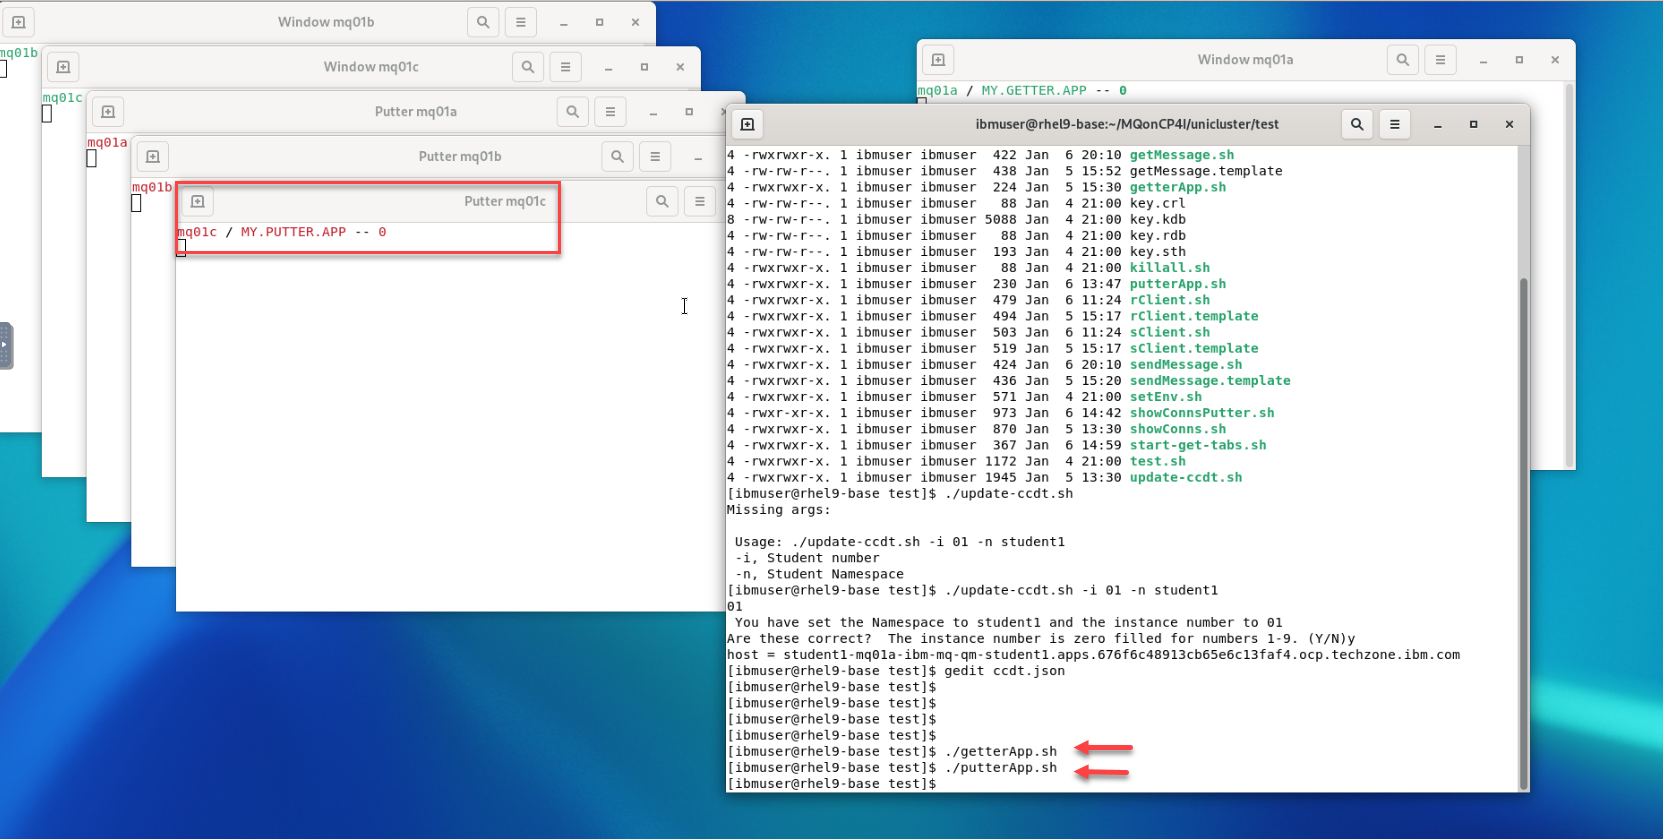 Window mq01b
mq01b
Window mq01c
mq01c
Putter mq01a
mq01a
Putter mq01b
mq01b
Putter mq01c
mq01c / MY.PUTTER.APP -- 0
Window mq01a
mq01a / MY.GETTER.APP -- 0
ibmuser@rhel9-base:~/MQonCP4I/unicluster/test
4 -rwxrwxr-x. 1 ibmuser ibmuser  422 Jan  6 20:10 getMessage.sh
4 -rw-rw-r--. 1 ibmuser ibmuser  438 Jan  5 15:52 getMessage.template
4 -rwxrwxr-x. 1 ibmuser ibmuser  224 Jan  5 15:30 getterApp.sh
4 -rw-rw-r--. 1 ibmuser ibmuser   88 Jan  4 21:00 key.crl
8 -rw-rw-r--. 1 ibmuser ibmuser 5088 Jan  4 21:00 key.kdb
4 -rw-rw-r--. 1 ibmuser ibmuser   88 Jan  4 21:00 key.rdb
4 -rw-rw-r--. 1 ibmuser ibmuser  193 Jan  4 21:00 key.sth
4 -rwxrwxr-x. 1 ibmuser ibmuser   88 Jan  4 21:00 killall.sh
4 -rwxrwxr-x. 1 ibmuser ibmuser  230 Jan  6 13:47 putterApp.sh
4 -rwxrwxr-x. 1 ibmuser ibmuser  479 Jan  6 11:24 rClient.sh
4 -rwxrwxr-x. 1 ibmuser ibmuser  494 Jan  5 15:17 rClient.template
4 -rwxrwxr-x. 1 ibmuser ibmuser  503 Jan  6 11:24 sClient.sh
4 -rwxrwxr-x. 1 ibmuser ibmuser  519 Jan  5 15:17 sClient.template
4 -rwxrwxr-x. 1 ibmuser ibmuser  424 Jan  6 20:10 sendMessage.sh
4 -rwxrwxr-x. 1 ibmuser ibmuser  436 Jan  5 15:20 sendMessage.template
4 -rwxrwxr-x. 1 ibmuser ibmuser  571 Jan  4 21:00 setEnv.sh
4 -rwxr-xr-x. 1 ibmuser ibmuser  973 Jan  6 14:42 showConnsPutter.sh
4 -rwxrwxr-x. 1 ibmuser ibmuser  870 Jan  5 13:30 showConns.sh
4 -rwxrwxr-x. 1 ibmuser ibmuser  367 Jan  6 14:59 start-get-tabs.sh
4 -rwxrwxr-x. 1 ibmuser ibmuser 1172 Jan  4 21:00 test.sh
4 -rwxrwxr-x. 1 ibmuser ibmuser 1945 Jan  5 13:30 update-ccdt.sh
[ibmuser@rhel9-base test]$ ./update-ccdt.sh
Missing args:
Usage: ./update-ccdt.sh -i 01 -n student1
-i, Student number
-n, Student Namespace
[ibmuser@rhel9-base test]$ ./update-ccdt.sh -i 01 -n student1
01
You have set the Namespace to student1 and the instance number to 01
Are these correct?  The instance number is zero filled for numbers 1-9. (Y/N)y
host = student1-mq01a-ibm-mq-qm-student1.apps.676f6c48913cb65e6c13faf4.ocp.techzone.ibm.com
[ibmuser@rhel9-base test]$ gedit ccdt.json
[ibmuser@rhel9-base test]$
[ibmuser@rhel9-base test]$
[ibmuser@rhel9-base test]$
[ibmuser@rhel9-base test]$
[ibmuser@rhel9-base test]$ ./getterApp.sh
[ibmuser@rhel9-base test]$ ./putterApp.sh
[ibmuser@rhel9-base test]$